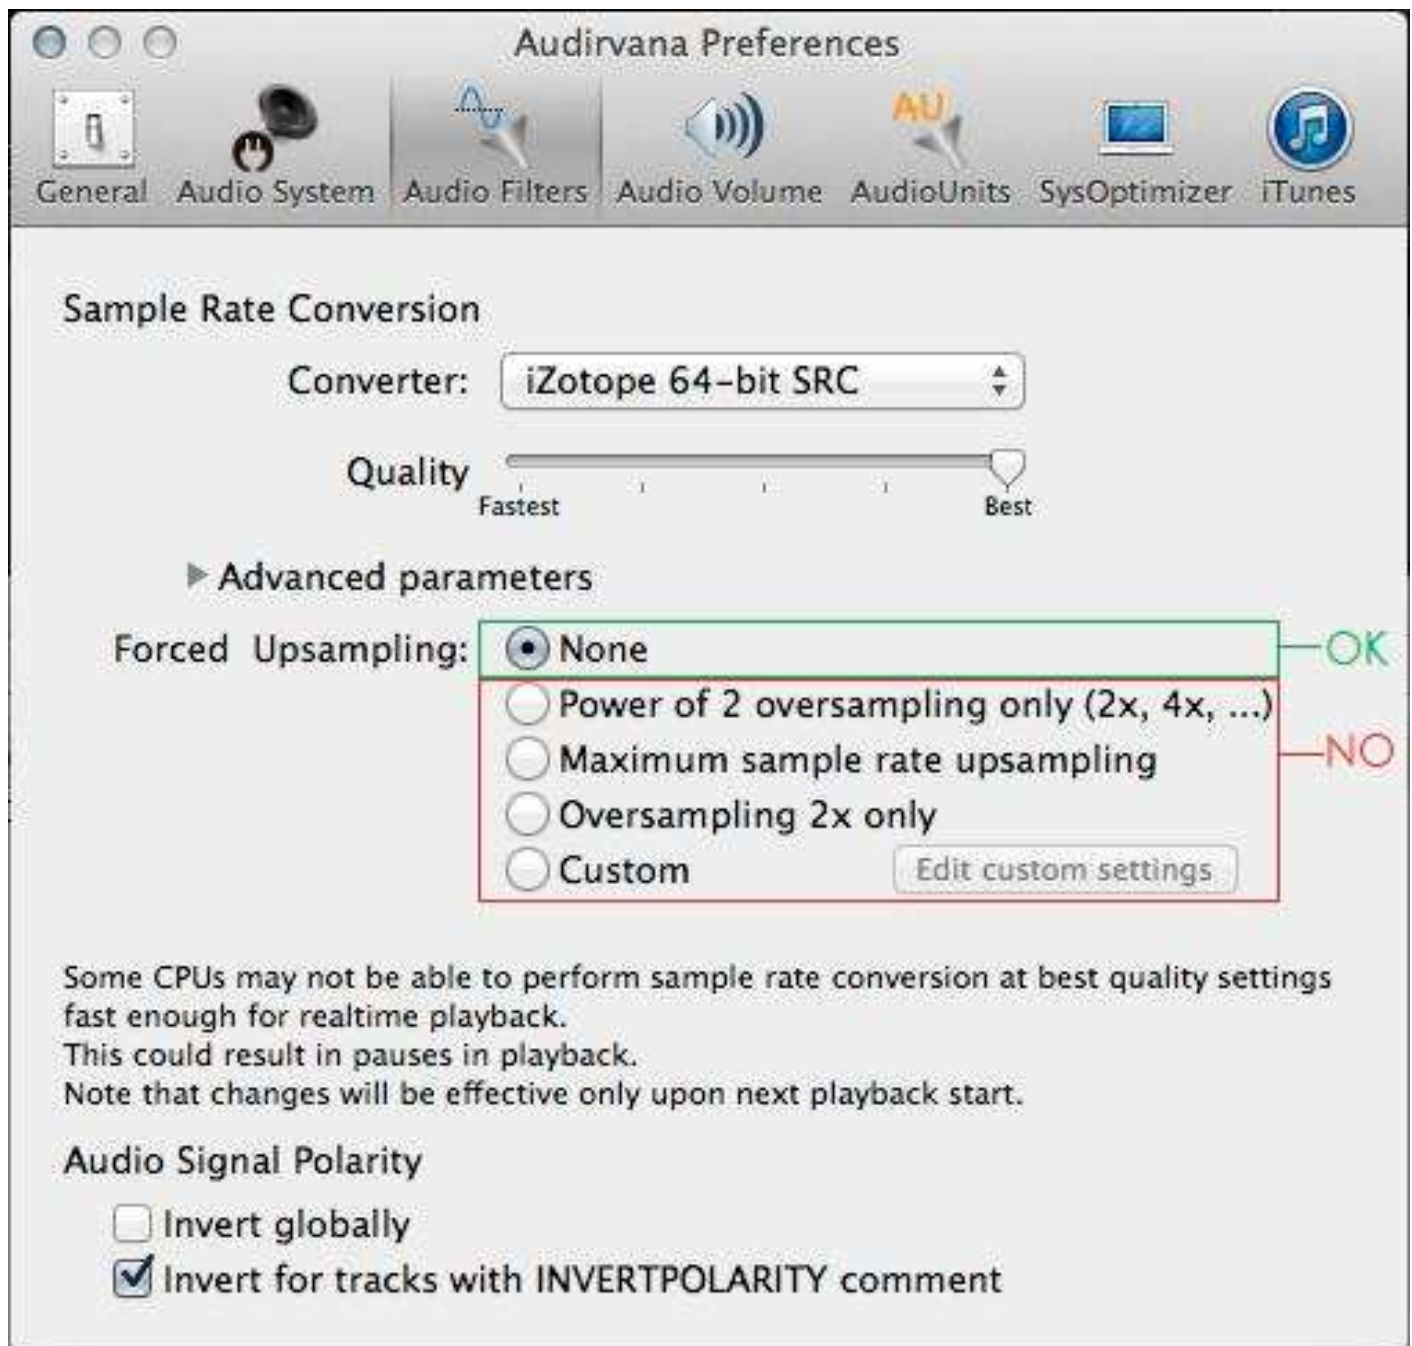 Audirvana Preferences
AU
General Audio System Audio Filters Audio Volume AudioUnits SysOptimizer iTunes
Sample Rate Conversion
Converter: iZotope 64-bit SRC
Quality
Fastest Best
Advanced parameters
Forced Upsampling: None OK
Power of 2 oversampling only (2x, 4x, ...)
Maximum sample rate upsampling NO
Oversampling 2x only
Custom Edit custom settings
Some CPUs may not be able to perform sample rate conversion at best quality settings
fast enough for realtime playback.
This could result in pauses in playback.
Note that changes will be effective only upon next playback start.
Audio Signal Polarity
Invert globally
Invert for tracks with INVERTPOLARITY comment